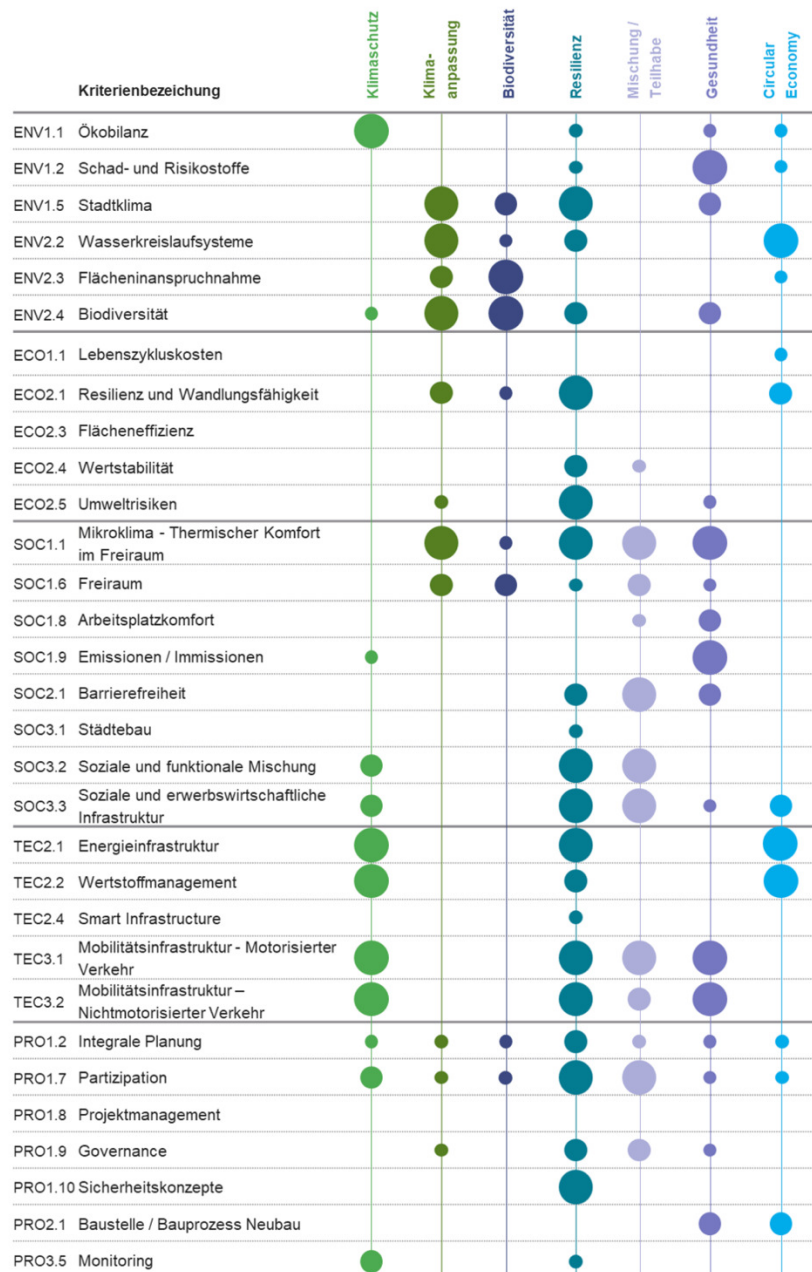 Kriterienbezeichung
Klimaschutz
Klima-
anpassung
Biodiversität
Resilienz
Mischung /
Teilhabe
Gesundheit
Circular
Economy
ENV1.1 Ökobilanz
ENV1.2 Schad- und Risikostoffe
ENV1.5 Stadtklima
ENV2.2 Wasserkreislaufsysteme
ENV2.3 Flächeninanspruchnahme
ENV2.4 Biodiversität
ECO1.1 Lebenszykluskosten
ECO2.1 Resilienz und Wandlungsfähigkeit
ECO2.3 Flächeneffizienz
ECO2.4 Wertstabilität
ECO2.5 Umweltrisiken
SOC1.1 Mikroklima - Thermischer Komfort
im Freiraum
SOC1.6 Freiraum
SOC1.8 Arbeitsplatzkomfort
SOC1.9 Emissionen / Immissionen
SOC2.1 Barrierefreiheit
SOC3.1 Städtebau
SOC3.2 Soziale und funktionale Mischung
SOC3.3 Soziale und erwerbswirtschaftliche
Infrastruktur
TEC2.1 Energieinfrastruktur
TEC2.2 Wertstoffmanagement
TEC2.4 Smart Infrastructure
TEC3.1 Mobilitätsinfrastruktur - Motorisierter
Verkehr
TEC3.2 Mobilitätsinfrastruktur –
Nichtmotorisierter Verkehr
PRO1.2 Integrale Planung
PRO1.7 Partizipation
PRO1.8 Projektmanagement
PRO1.9 Governance
PRO1.10 Sicherheitskonzepte
PRO2.1 Baustelle / Bauprozess Neubau
PRO3.5 Monitoring